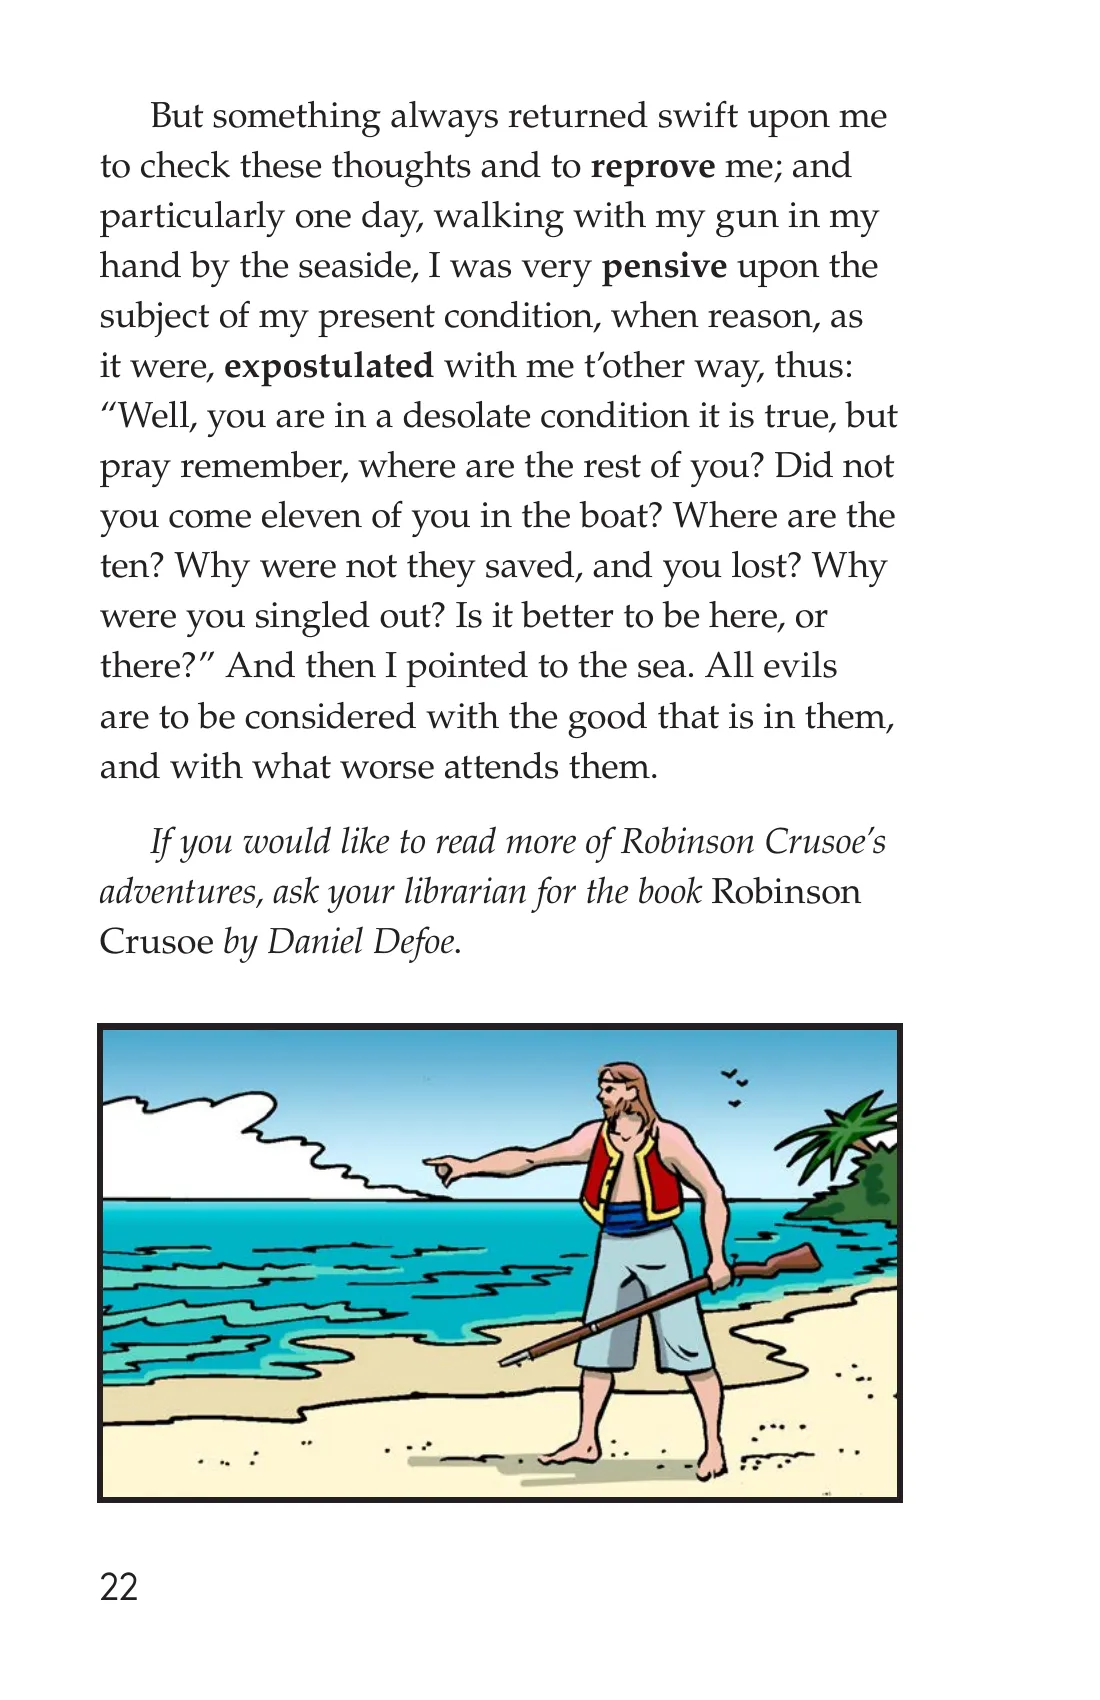 But something always returned swift upon me
to check these thoughts and to reprove me; and
particularly one day, walking with my gun in my
hand by the seaside, I was very pensive upon the
subject of my present condition, when reason, as
it were, expostulated with me t’other way, thus:
“Well, you are in a desolate condition it is true, but
pray remember, where are the rest of you? Did not
you come eleven of you in the boat? Where are the
ten? Why were not they saved, and you lost? Why
were you singled out? Is it better to be here, or
there?” And then I pointed to the sea. All evils
are to be considered with the good that is in them,
and with what worse attends them.
If you would like to read more of Robinson Crusoe’s
adventures, ask your librarian for the book Robinson
Crusoe by Daniel Defoe.
22